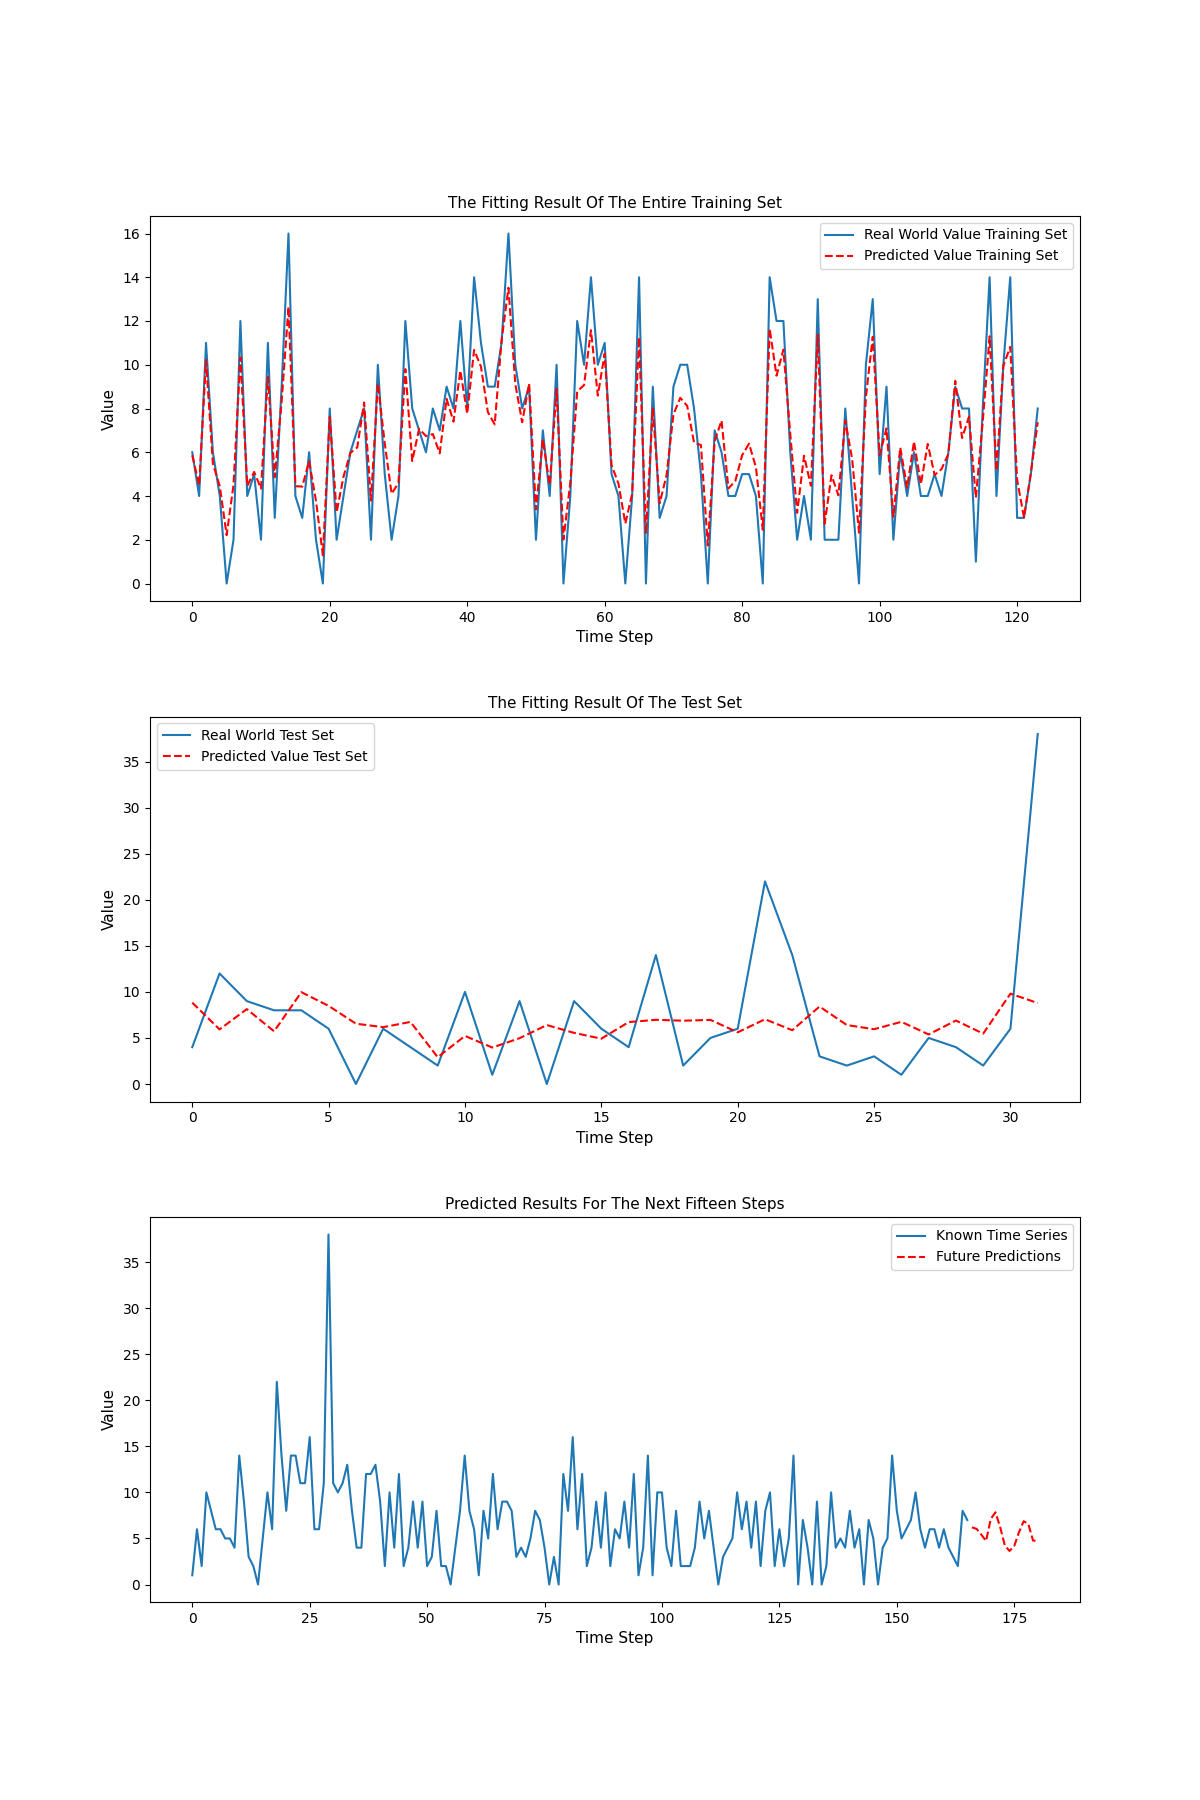 The Fitting Result Of The Entire Training Set
Real World Value Training Set
Predicted Value Training Set
Value
16
14
12
10
8
6
4
2
0
0 20 40 60 80 100 120
Time Step
The Fitting Result Of The Test Set
Real World Test Set
Predicted Value Test Set
Value
35
30
25
20
15
10
5
0
0 5 10 15 20 25 30
Time Step
Predicted Results For The Next Fifteen Steps
Known Time Series
Future Predictions
Value
35
30
25
20
15
10
5
0
0 25 50 75 100 125 150 175
Time Step